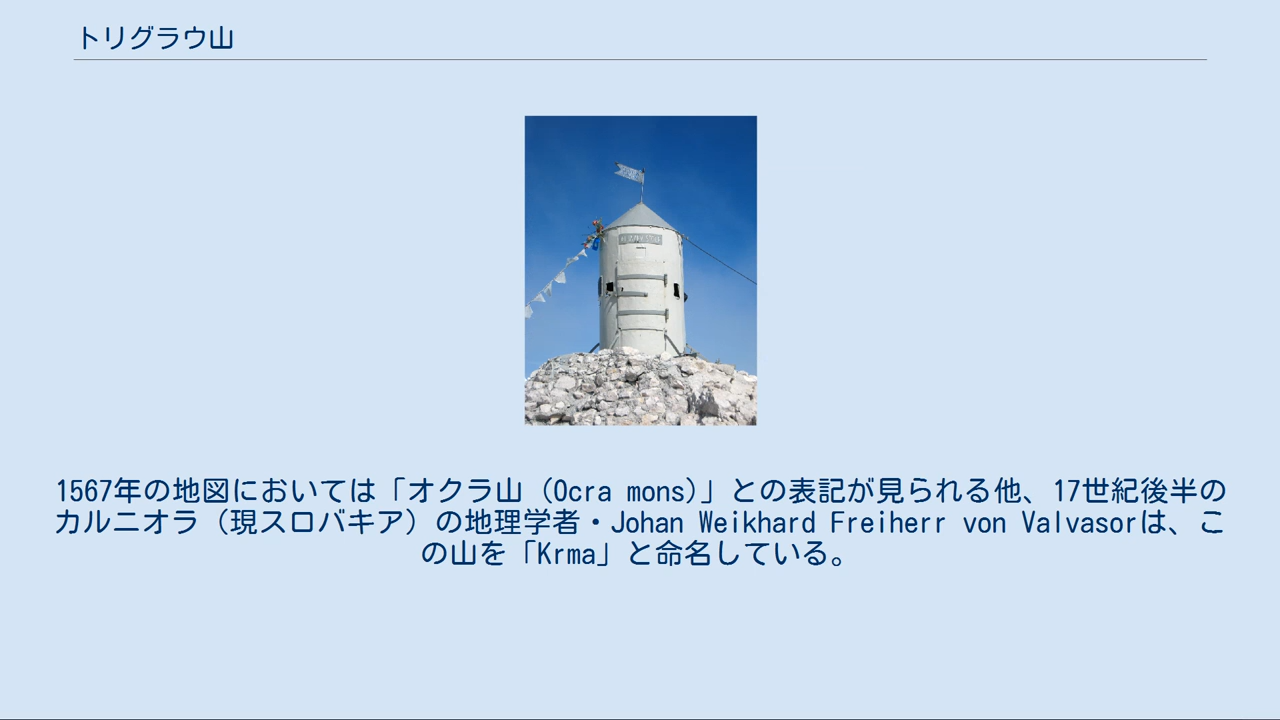 トリグラウ山
1567年の地図においては「オクラ山（Ocra mons)」との表記が見られる他、17世紀後半の
カルニオラ（現スロバキア）の地理学者・Johan Weikhard Freiherr von Valvasorは、こ
の山を「Krma」と命名している。